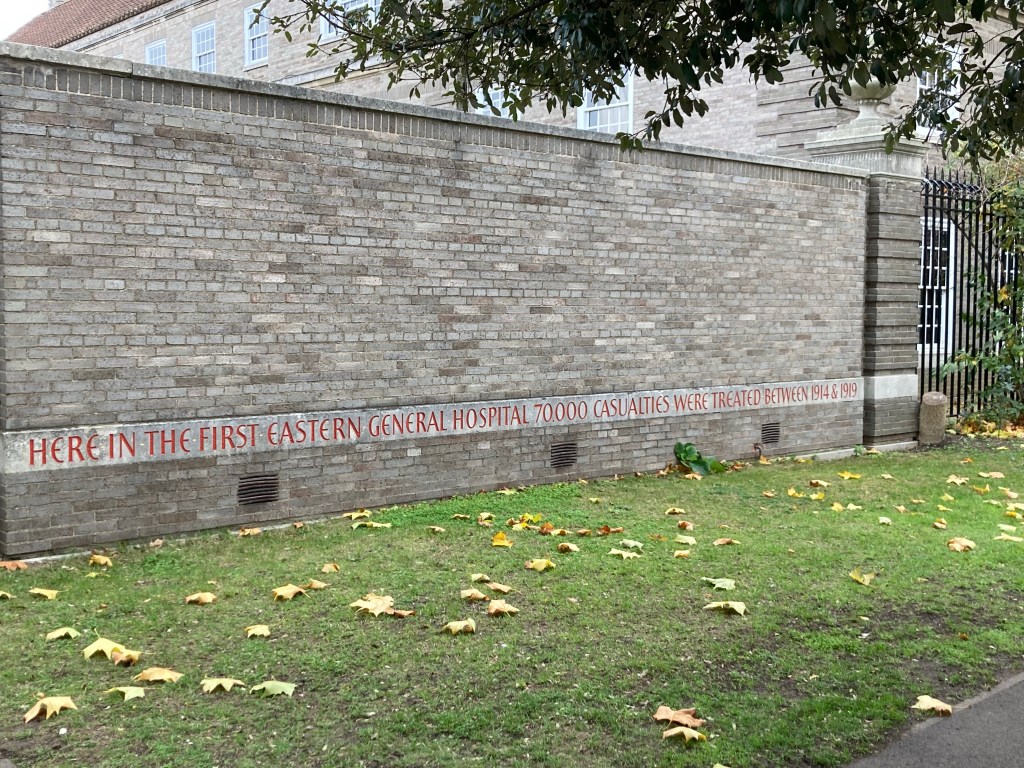 HERE IN THE FIRST EASTERN GENERAL HOSPITAL 70.000 CASUALTIES WERE TREATED BETWEEN 1914 & 1919